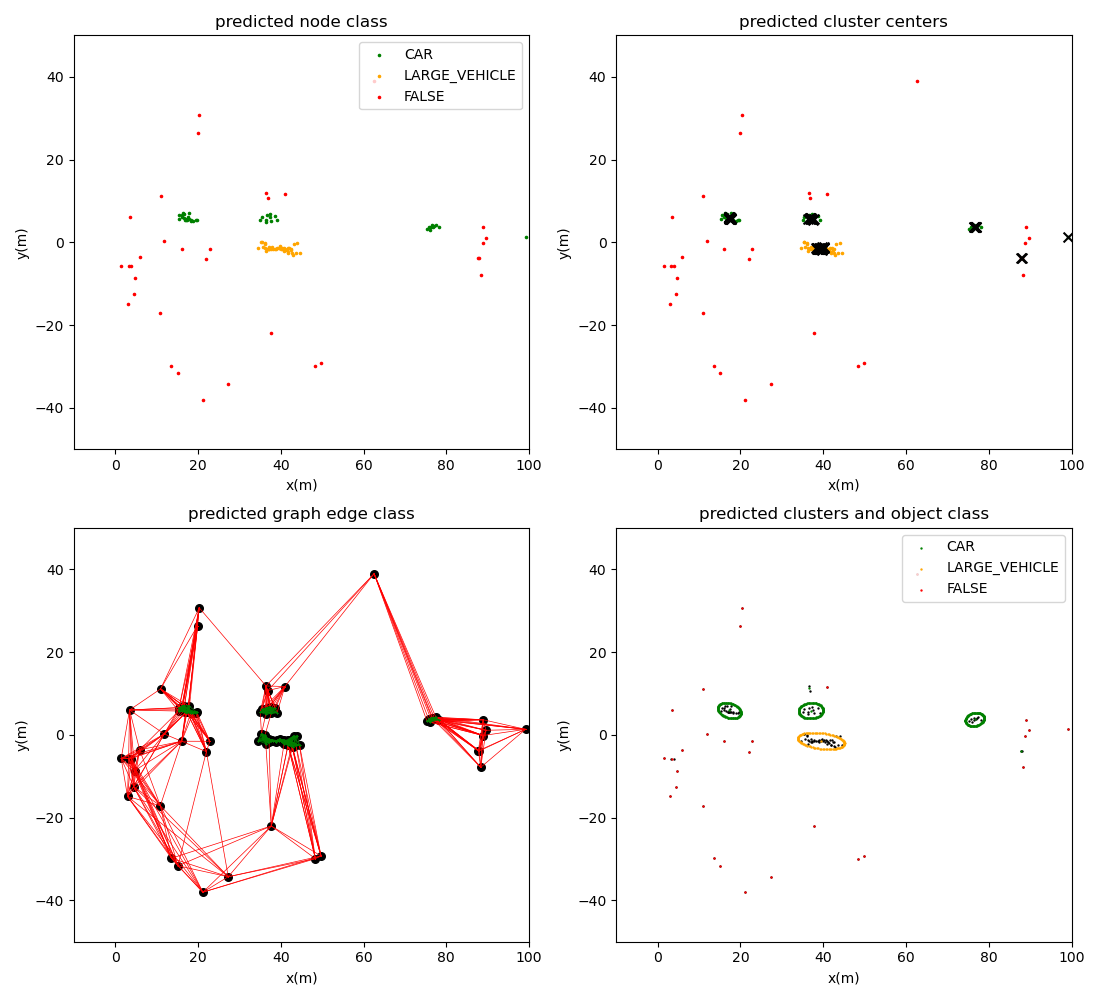 predicted node class
CAR
LARGE_VEHICLE
FALSE
y(m)
40
20
0
−20
−40
0 20 40 60 80 100
x(m)
predicted cluster centers
y(m)
40
20
0
−20
−40
0 20 40 60 80 100
x(m)
predicted graph edge class
y(m)
40
20
0
−20
−40
0 20 40 60 80 100
x(m)
predicted clusters and object class
CAR
LARGE_VEHICLE
FALSE
y(m)
40
20
0
−20
−40
0 20 40 60 80 100
x(m)